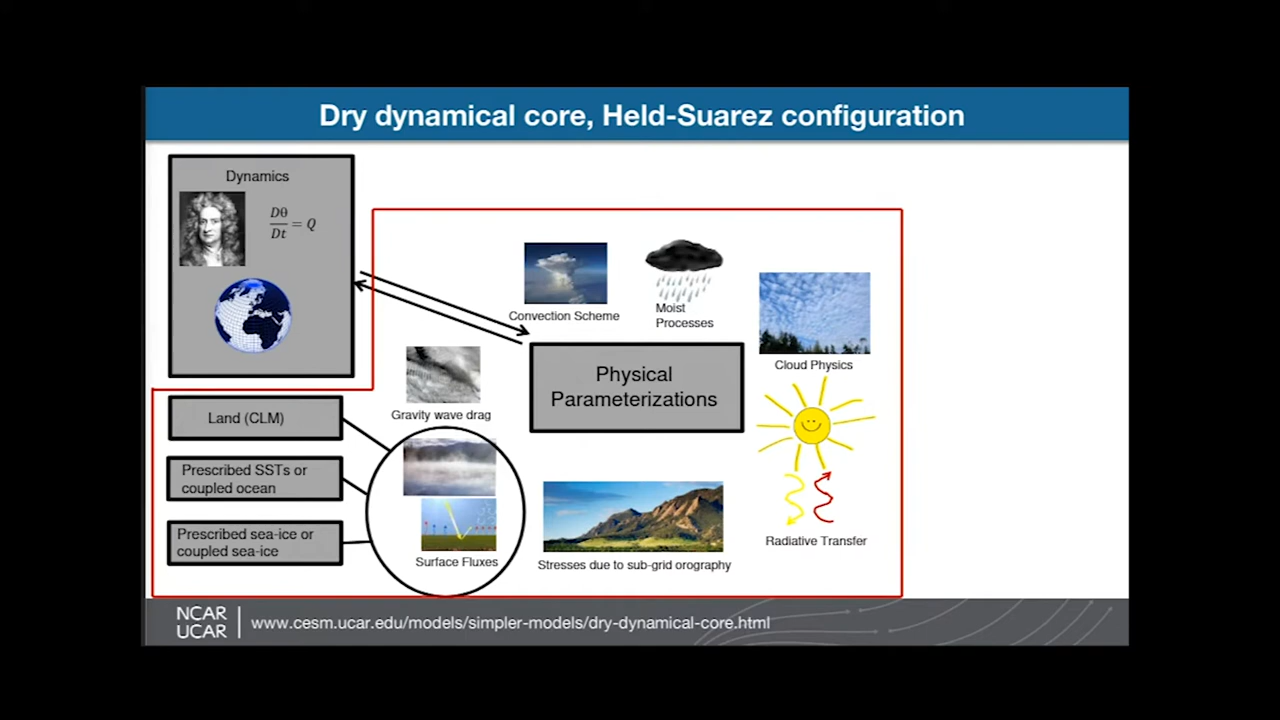 Dry dynamical core, Held-Suarez configuration
Dynamics
Dθ
Dt
= Q
Convection Scheme
Moist
Processes
Cloud Physics
Physical
Parameterizations
Gravity wave drag
Land (CLM)
Prescribed SSTs or
coupled ocean
Prescribed sea-ice or
coupled sea-ice
Surface Fluxes
Stresses due to sub-grid orography
Radiative Transfer
NCAR
UCAR
www.cesm.ucar.edu/models/simpler-models/dry-dynamical-core.html